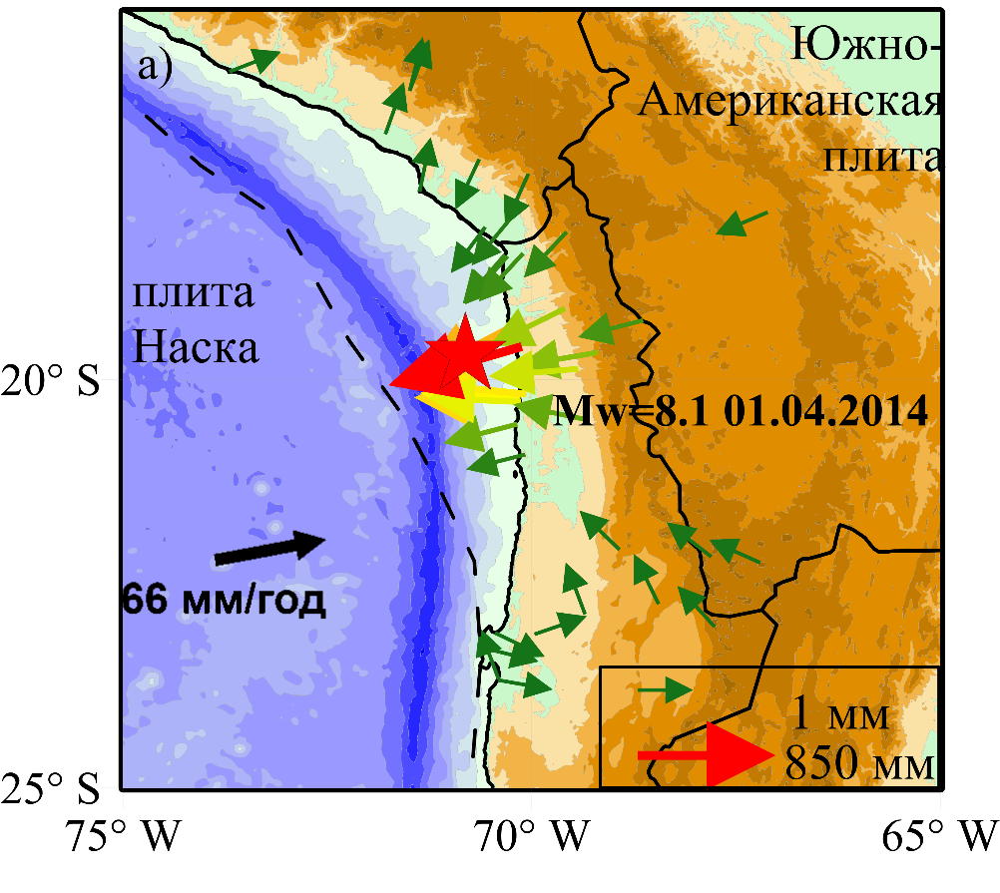 а)
Южно-
Американская
плита
плита
Наска
20° S
Mw=8.1 01.04.2014
66 мм/год
1 мм
850 мм
25° S
75° W
70° W
65° W